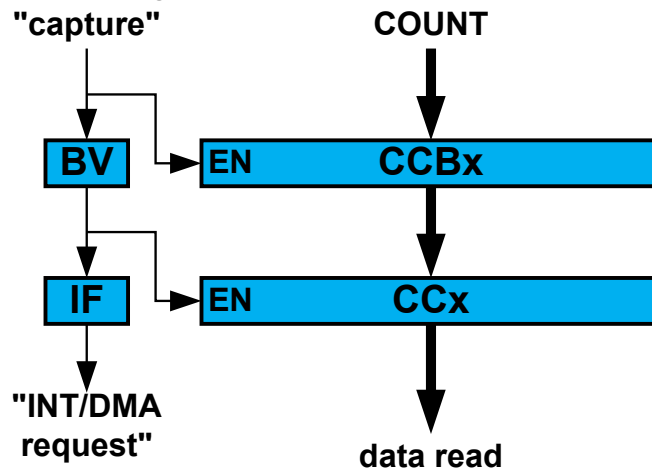 "capture"
COUNT
BV
EN
CCBx
IF
EN
CCx
"INT/DMA
request"
data read